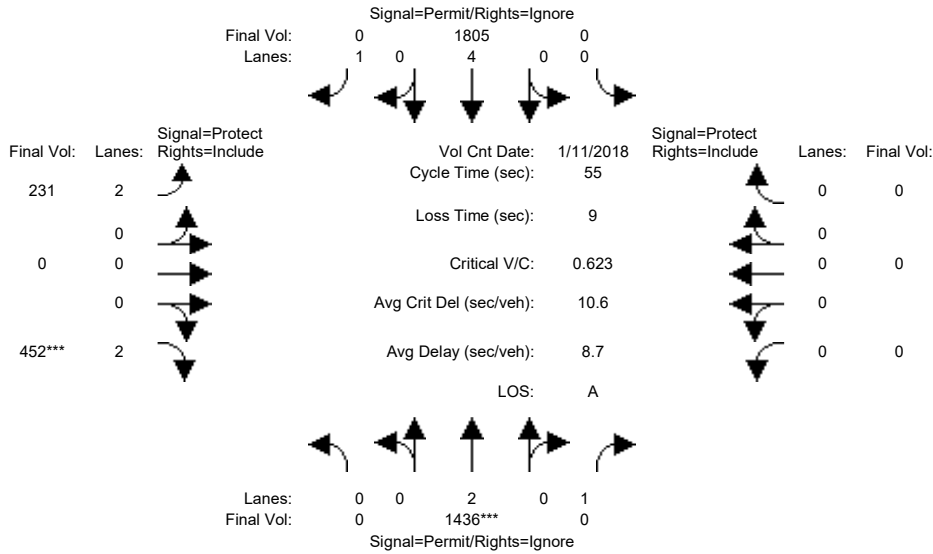 Signal=Permit/Rights=Ignore
Final Vol: 0 1805 0
Lanes: 1 0 4 0 0
Signal=Protect Signal=Protect
Final Vol: Lanes: Rights=Include Vol Cnt Date: 1/11/2018 Rights=Include Lanes: Final Vol:
Cycle Time (sec): 55
231 2 0 0
Loss Time (sec): 9
0 0
0 0 Critical V/C: 0.623 0 0
0 Avg Crit Del (sec/veh): 10.6 0
452*** 2 Avg Delay (sec/veh): 8.7 0 0
LOS: A
Lanes: 0 0 2 0 1
Final Vol: 0 1436*** 0
Signal=Permit/Rights=Ignore